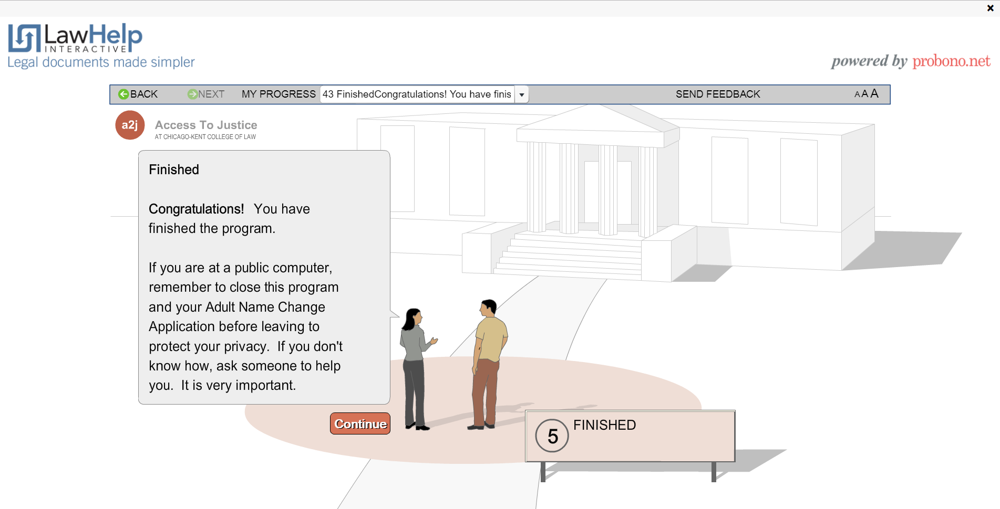 LawHelp
INTERACTIVE
Legal documents made simpler
powered by probono.net
BACK NEXT MY PROGRESS 43 FinishedCongratulations! You have finis SEND FEEDBACK A A A
a2j Access To Justice
AT CHICAGO-KENT COLLEGE OF LAW
Finished
Congratulations! You have
finished the program.
If you are at a public computer,
remember to close this program
and your Adult Name Change
Application before leaving to
protect your privacy. If you don't
know how, ask someone to help
you. It is very important.
Continue
5 FINISHED